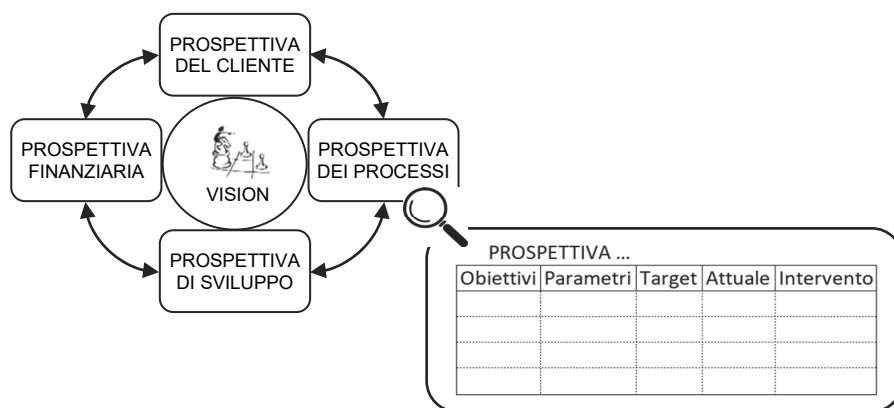 PROSPETTIVA
DEL CLIENTE
PROSPETTIVA
FINANZIARIA
VISION
PROSPETTIVA
DEI PROCESSI
PROSPETTIVA
DI SVILUPPO
PROSPETTIVA ...
Obiettivi Parametri Target Attuale Intervento